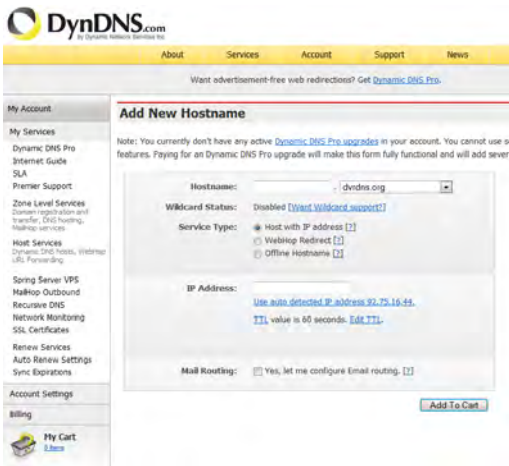 DynDNS.com
by Dynamic Network Services Inc.
About Services Account Support News
Want advertisement-free web redirections? Get Dynamic DNS Pro.
My Account
My Services
Dynamic DNS Pro
Internet Guide
SLA
Premier Support
Zone Level Services
Domain registration and
transfer, DNS hosting,
MailHop services
Host Services
Dynamic DNS hosts, WebHop
URL Forwarding
Spring Server VPS
MailHop Outbound
Recursive DNS
Network Monitoring
SSL Certificates
Renew Services
Auto Renew Settings
Sync Expirations
Account Settings
Billing
My Cart
0 items
Add New Hostname
Note: You currently don't have any active Dynamic DNS Pro upgrades in your account. You cannot use s
features. Paying for an Dynamic DNS Pro upgrade will make this form fully functional and will add sever
Hostname: . dvrdns.org
Wildcard Status: Disabled [Want Wildcard support?]
Service Type: Host with IP address [?]
WebHop Redirect [?]
Offline Hostname [?]
IP Address:
Use auto detected IP address 92.75.16.44.
TTL value is 60 seconds. Edit TTL.
Mail Routing: Yes, let me configure Email routing. [?]
Add To Cart